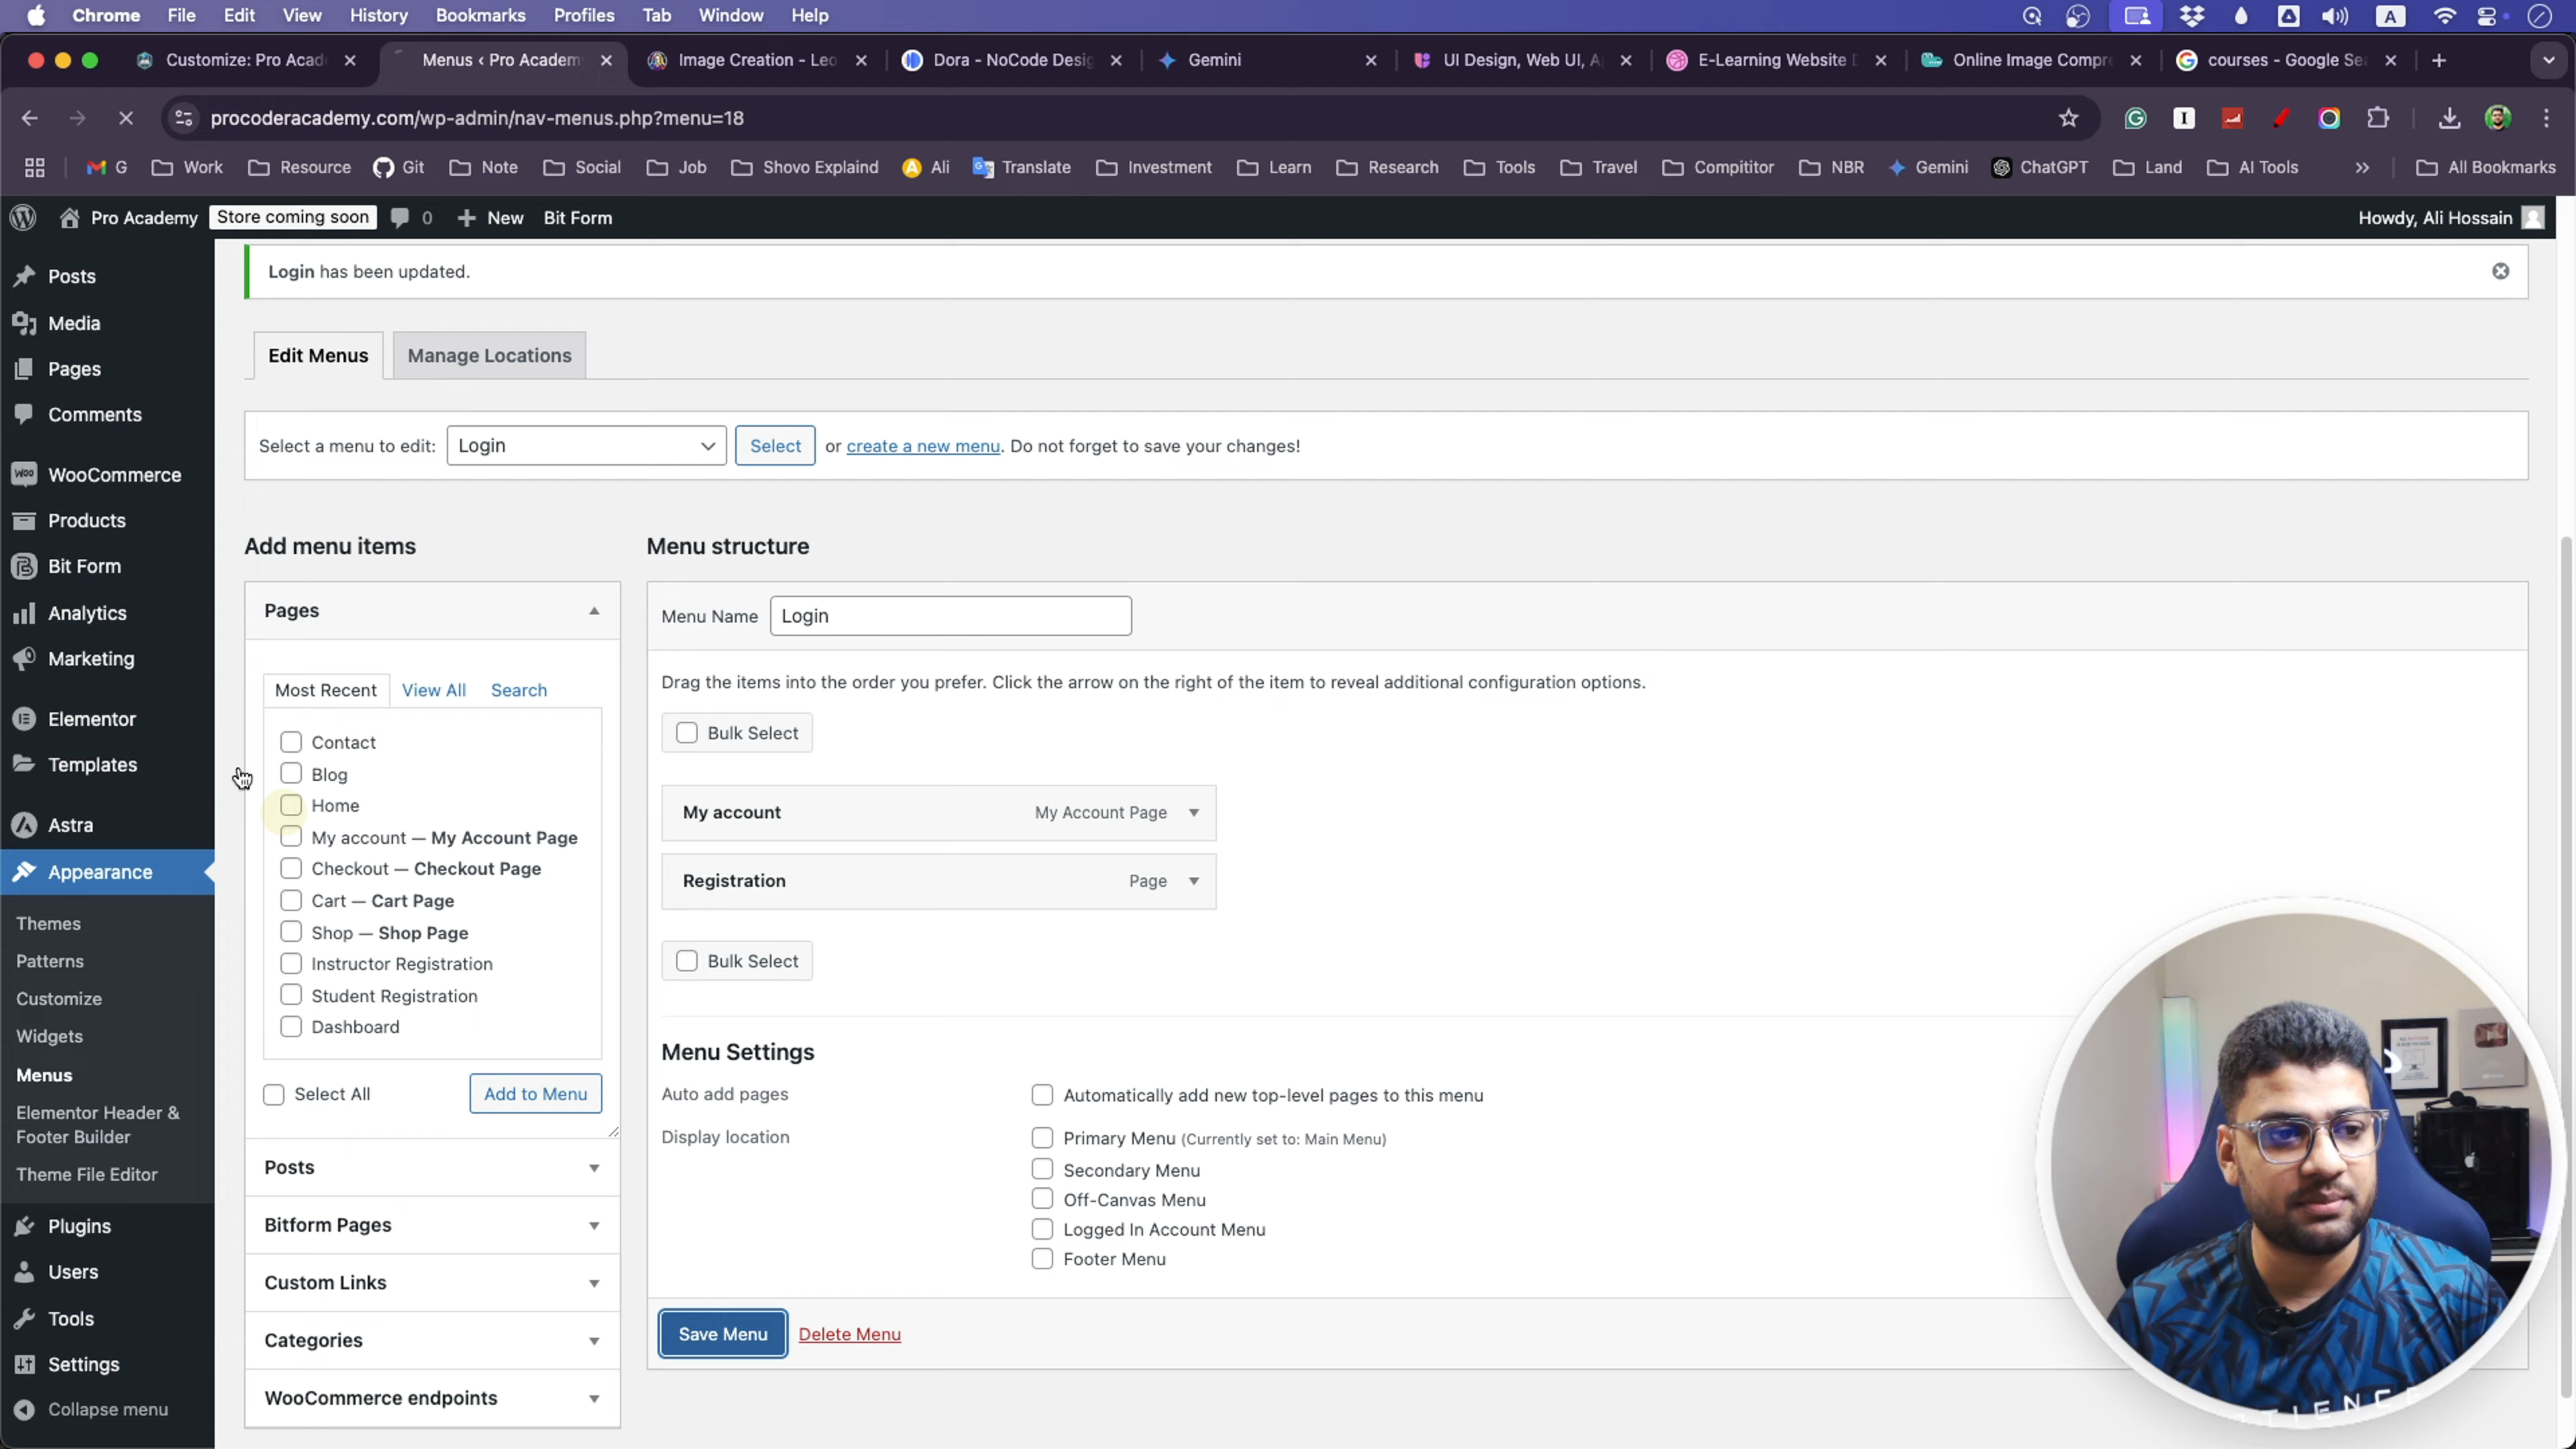 Chrome File Edit View History Bookmarks Profiles Tab Window Help
Customize: Pro Acad
Menus ‹ Pro Academ
Image Creation - Leo
Dora - NoCode Desig
Gemini
UI Design, Web UI, A
E-Learning Website D
Online Image Compr
courses - Google Sea
procoderacademy.com/wp-admin/nav-menus.php?menu=18
G Work Resource Git Note Social Job Shovo Explaind Ali Translate Investment Learn Research Tools Travel Compititor NBR Gemini ChatGPT Land AI Tools » All Bookmarks
Pro Academy Store coming soon 0 New Bit Form Howdy, Ali Hossain
Posts
Media
Pages
Comments
WooCommerce
Products
Bit Form
Analytics
Marketing
Elementor
Templates
Astra
Appearance
Themes
Patterns
Customize
Widgets
Menus
Elementor Header &
Footer Builder
Theme File Editor
Plugins
Users
Tools
Settings
Collapse menu
Login has been updated.
Edit Menus Manage Locations
Select a menu to edit: Login Select or create a new menu. Do not forget to save your changes!
Add menu items
Pages
Most Recent View All Search
Contact
Blog
Home
My account — My Account Page
Checkout — Checkout Page
Cart — Cart Page
Shop — Shop Page
Instructor Registration
Student Registration
Dashboard
Select All Add to Menu
Posts
Bitform Pages
Custom Links
Categories
WooCommerce endpoints
Menu structure
Menu Name Login
Drag the items into the order you prefer. Click the arrow on the right of the item to reveal additional configuration options.
Bulk Select
My account My Account Page
Registration Page
Bulk Select
Menu Settings
Auto add pages Automatically add new top-level pages to this menu
Display location Primary Menu (Currently set to: Main Menu)
Secondary Menu
Off-Canvas Menu
Logged In Account Menu
Footer Menu
Save Menu Delete Menu